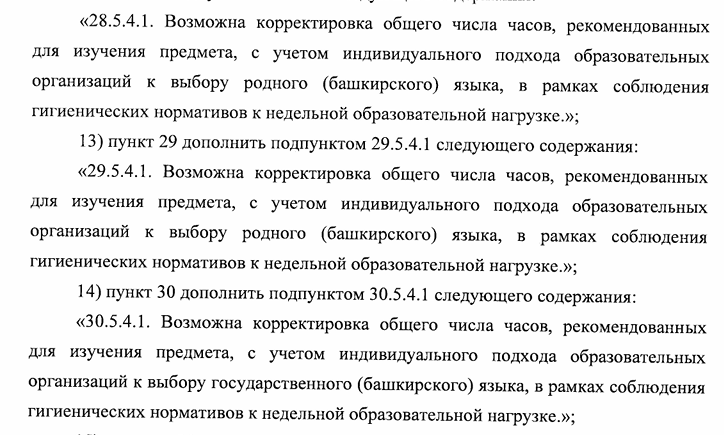 «28.5.4.1. Возможна корректировка общего числа часов, рекомендованных
для изучения предмета, с учетом индивидуального подхода образовательных
организаций к выбору родного (башкирского) языка, в рамках соблюдения
гигиенических нормативов к недельной образовательной нагрузке.»;
13) пункт 29 дополнить подпунктом 29.5.4.1 следующего содержания:
«29.5.4.1. Возможна корректировка общего числа часов, рекомендованных
для изучения предмета, с учетом индивидуального подхода образовательных
организаций к выбору родного (башкирского) языка, в рамках соблюдения
гигиенических нормативов к недельной образовательной нагрузке.»;
14) пункт 30 дополнить подпунктом 30.5.4.1 следующего содержания:
«30.5.4.1. Возможна корректировка общего числа часов, рекомендованных
для изучения предмета, с учетом индивидуального подхода образовательных
организаций к выбору государственного (башкирского) языка, в рамках соблюдения
гигиенических нормативов к недельной образовательной нагрузке.»;